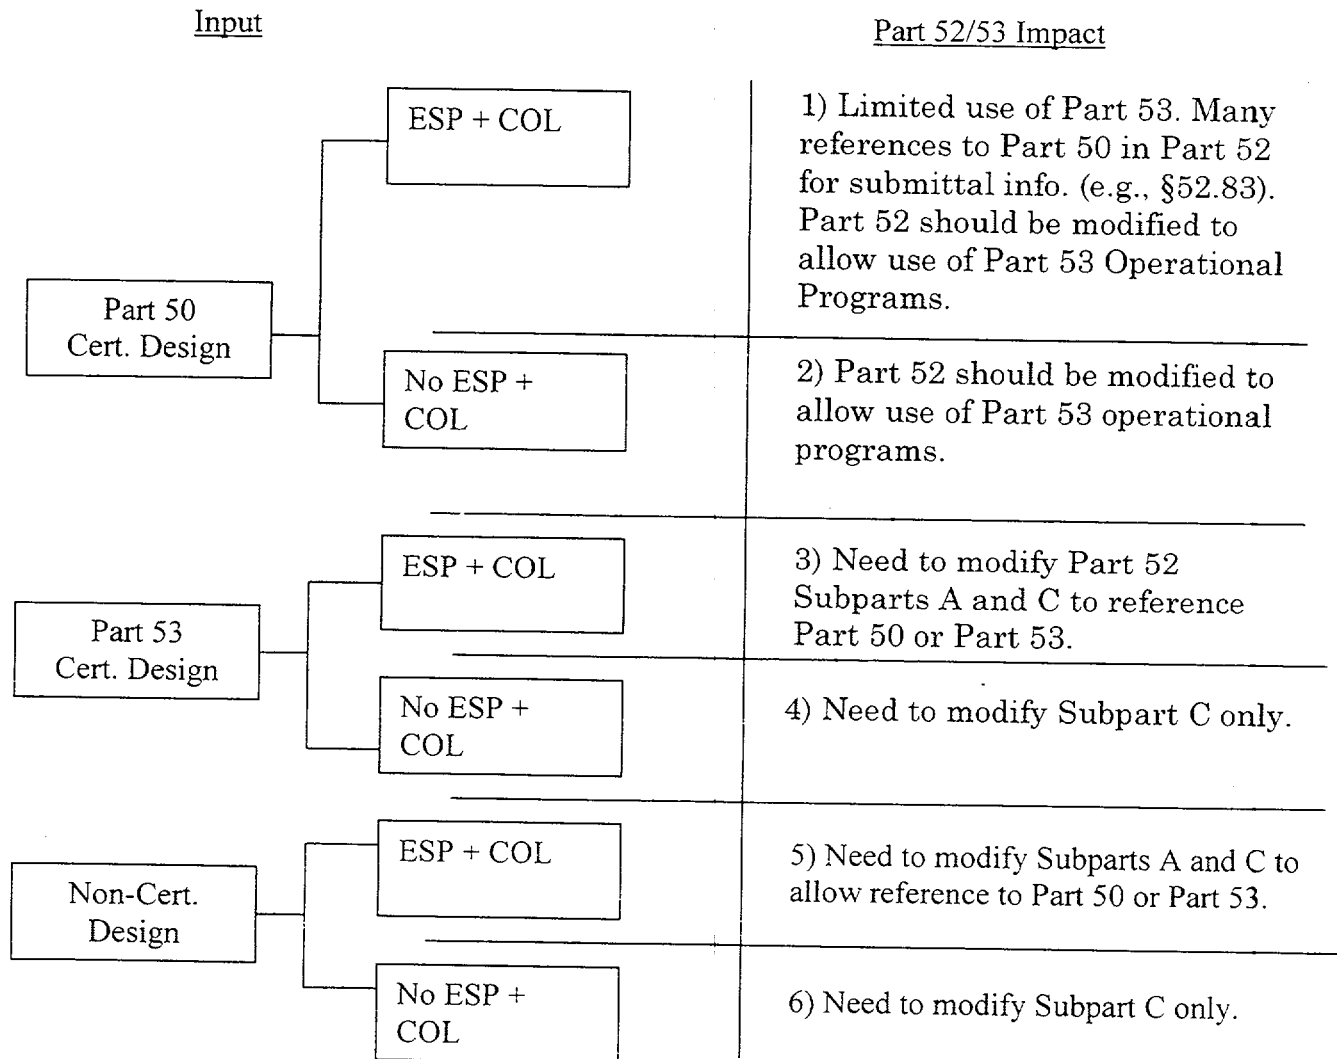 Input
Part 52/53 Impact
ESP + COL
1) Limited use of Part 53. Many
references to Part 50 in Part 52
for submittal info. (e.g., §52.83).
Part 52 should be modified to
allow use of Part 53 Operational
Programs.
Part 50
Cert. Design
No ESP +
COL
2) Part 52 should be modified to
allow use of Part 53 operational
programs.
ESP + COL
3) Need to modify Part 52
Subparts A and C to reference
Part 50 or Part 53.
Part 53
Cert. Design
No ESP +
COL
4) Need to modify Subpart C only.
ESP + COL
5) Need to modify Subparts A and C to
allow reference to Part 50 or Part 53.
Non-Cert.
Design
No ESP +
COL
6) Need to modify Subpart C only.